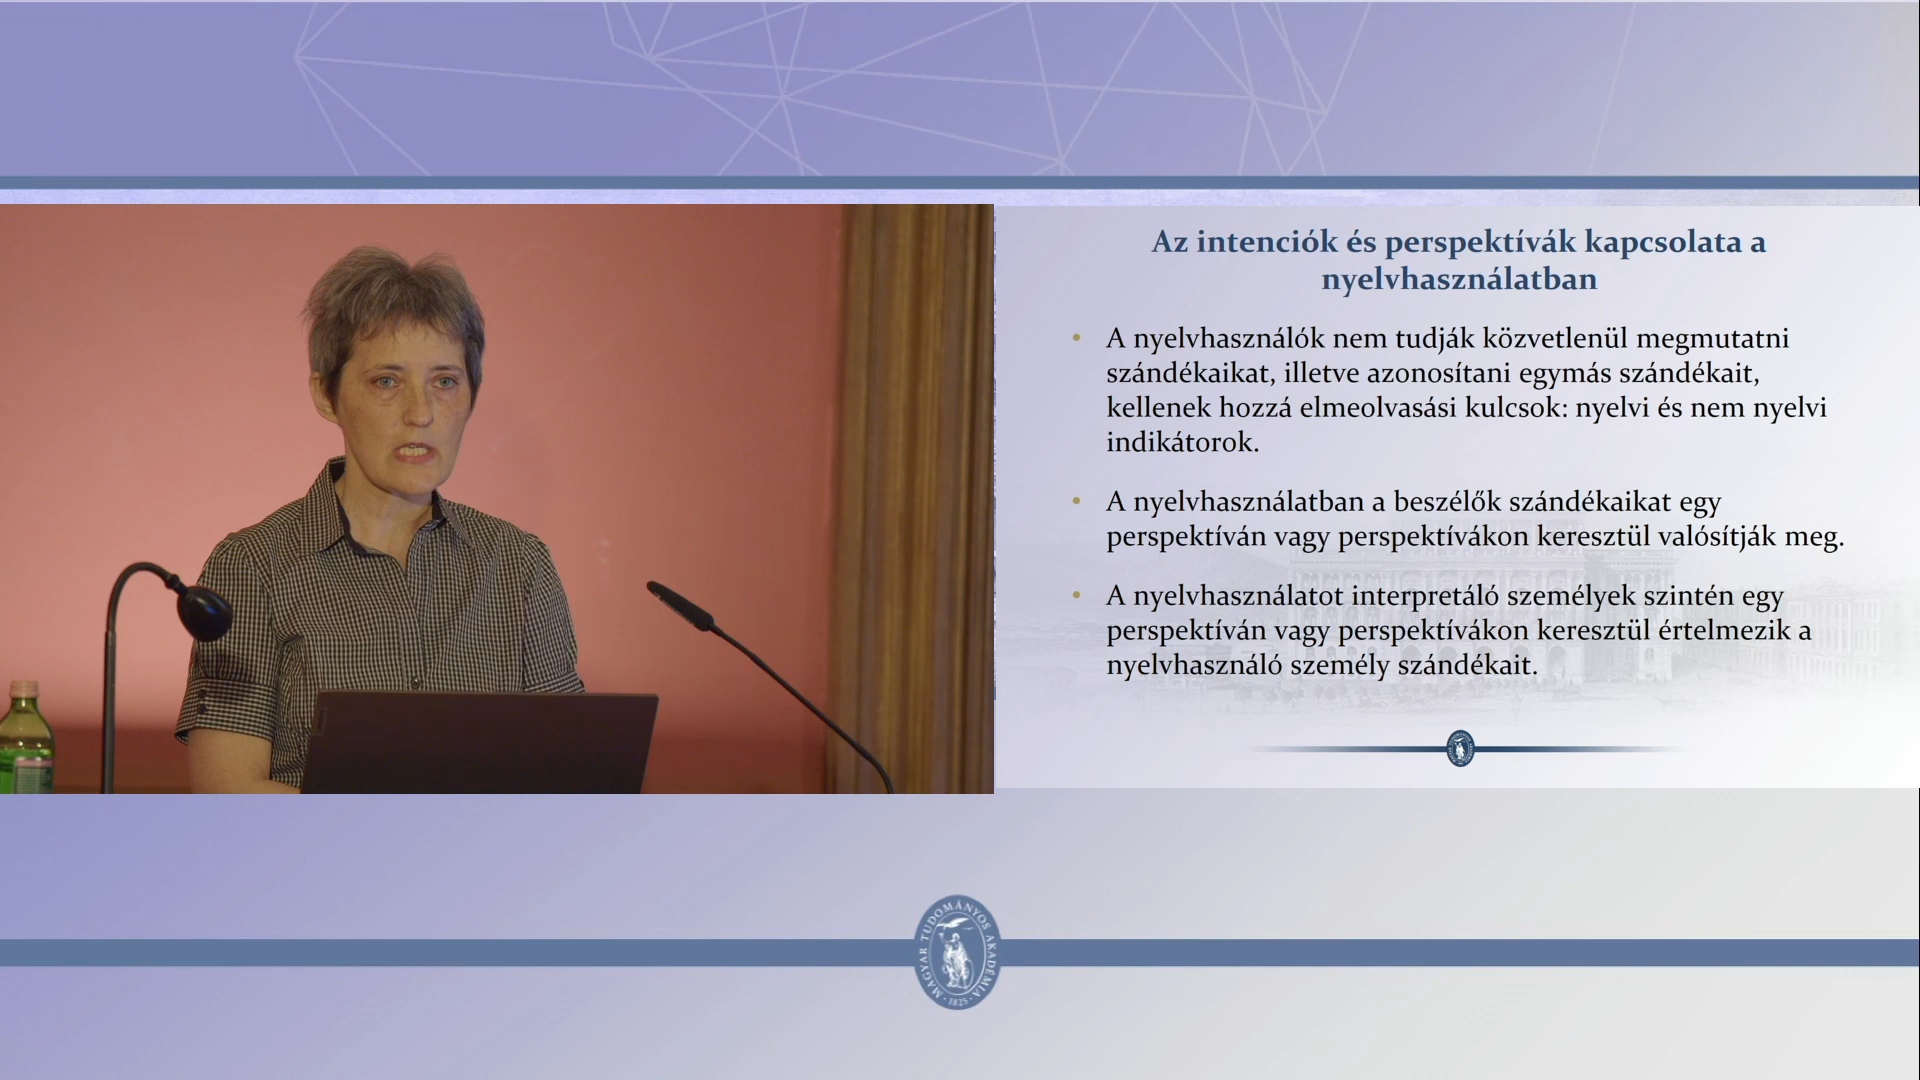 Az intenciók és perspektívák kapcsolata a
nyelvhasználatban
• A nyelvhasználók nem tudják közvetlenül megmutatni
szándékaikat, illetve azonosítani egymás szándékait,
kellenek hozzá elmeolvasási kulcsok: nyelvi és nem nyelvi
indikátorok.
• A nyelvhasználatban a beszélők szándékaikat egy
perspektíván vagy perspektívákon keresztül valósítják meg.
• A nyelvhasználatot interpretáló személyek szintén egy
perspektíván vagy perspektívákon keresztül értelmezik a
nyelvhasználó személy szándékait.
MAGYAR TUDOMÁNYOS AKADÉMIA
· 1825 ·